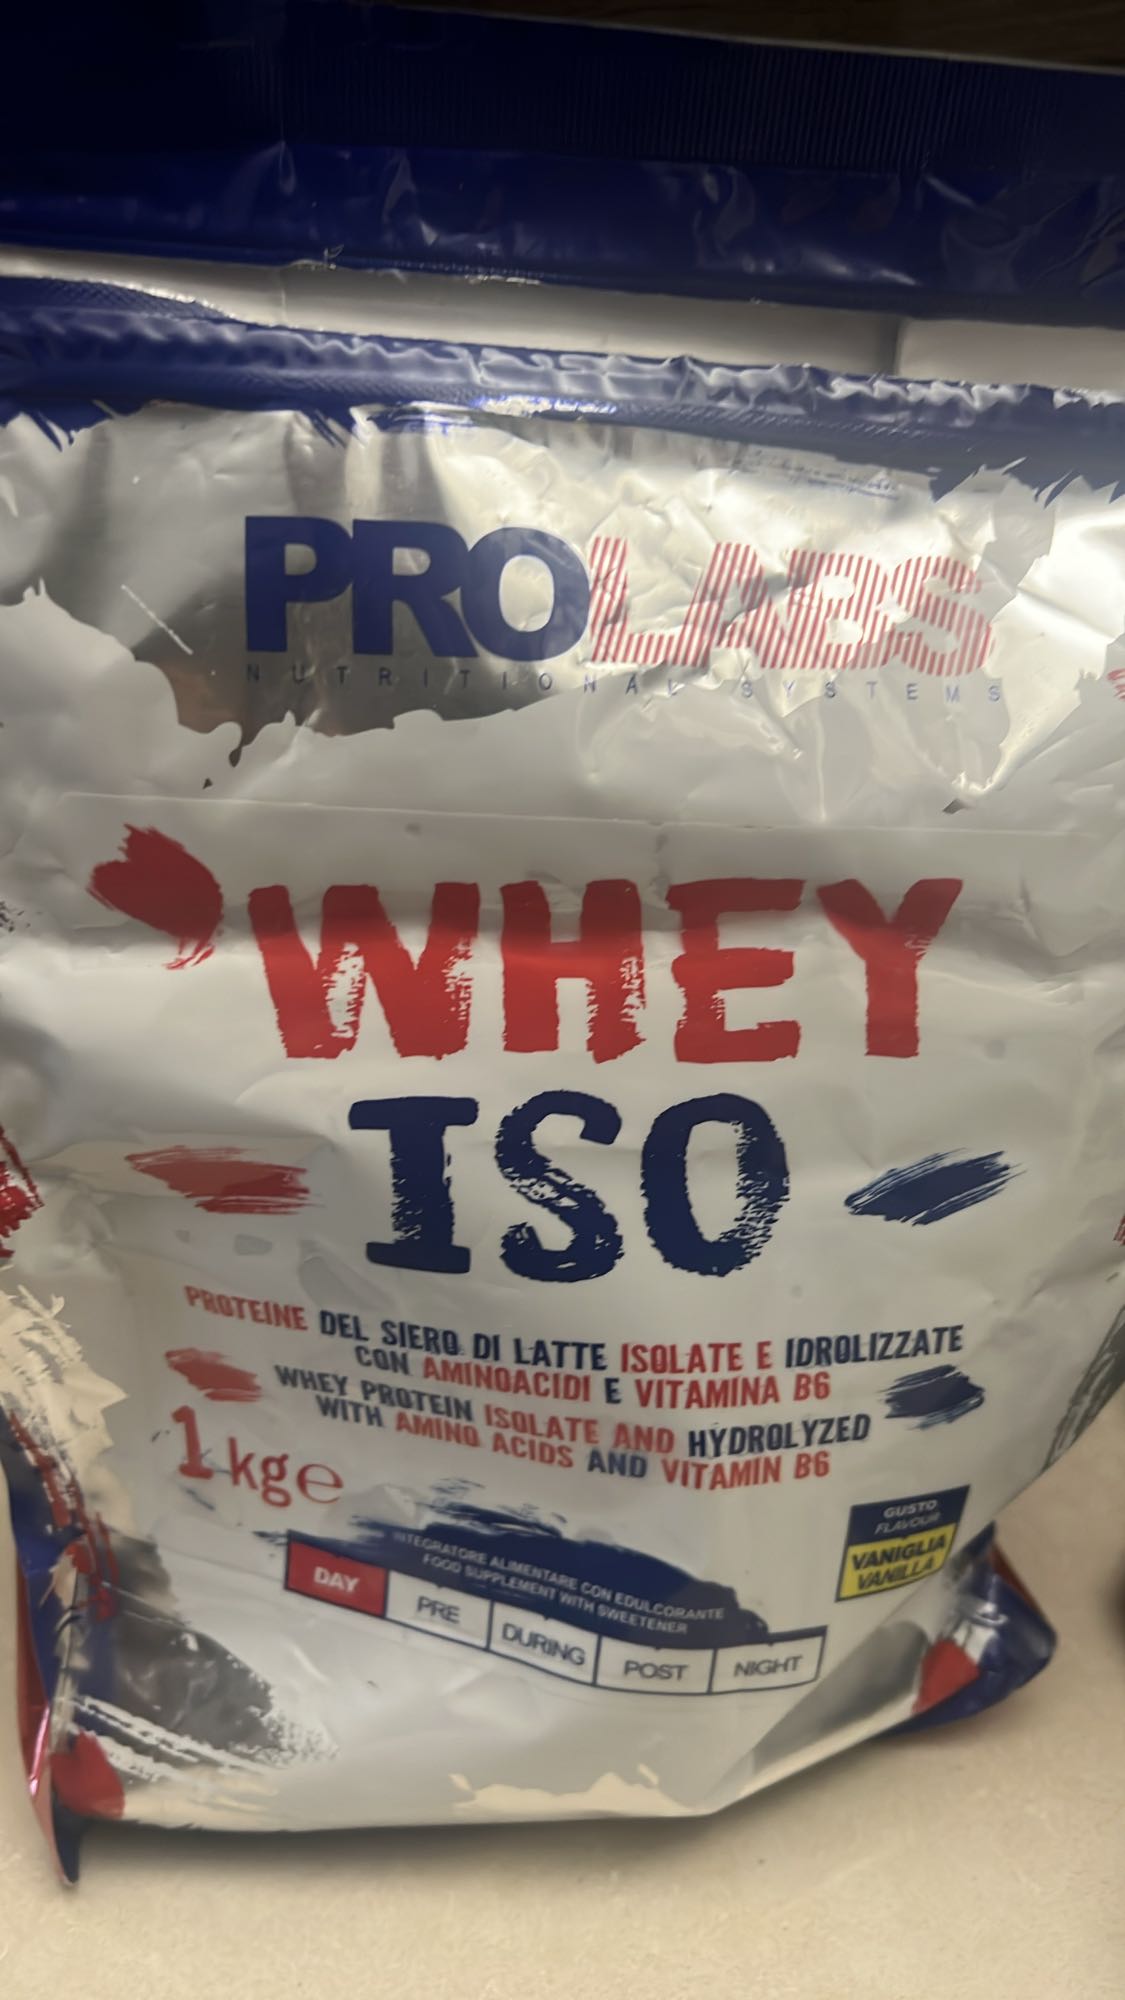 PROLABS
NUTRITIONAL SYSTEMS
WHEY
ISO
PROTEINE DEL SIERO DI LATTE ISOLATE E IDROLIZZATE
CON AMINOACIDI E VITAMINA B6
WHEY PROTEIN ISOLATE AND HYDROLYZED
WITH AMINO ACIDS AND VITAMIN B6
1 kg e
GUSTO
FLAVOUR
VANIGLIA
VANILLA
INTEGRATORE ALIMENTARE CON EDULCORANTE
FOOD SUPPLEMENT WITH SWEETENER
DAY PRE DURING POST NIGHT